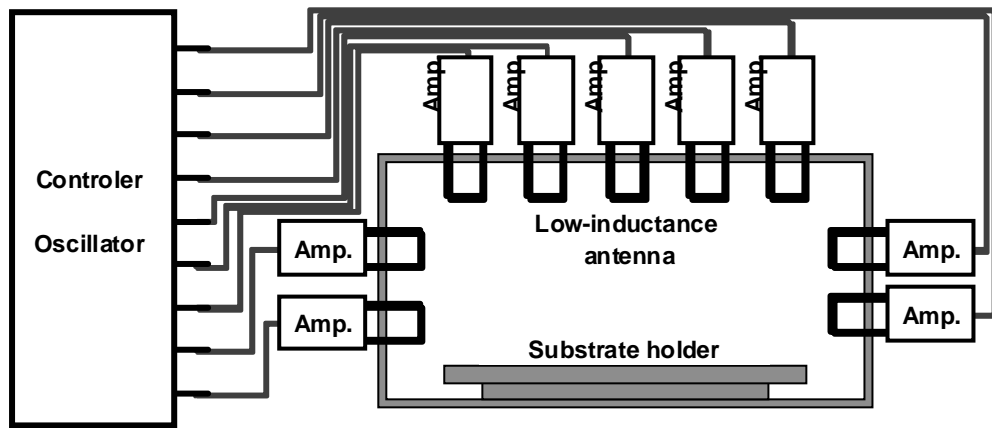 Amp
Amp
Amp
Amp
Amp
Controler
Oscillator
Low-inductance
antenna
Amp.
Amp.
Amp.
Amp.
Substrate holder